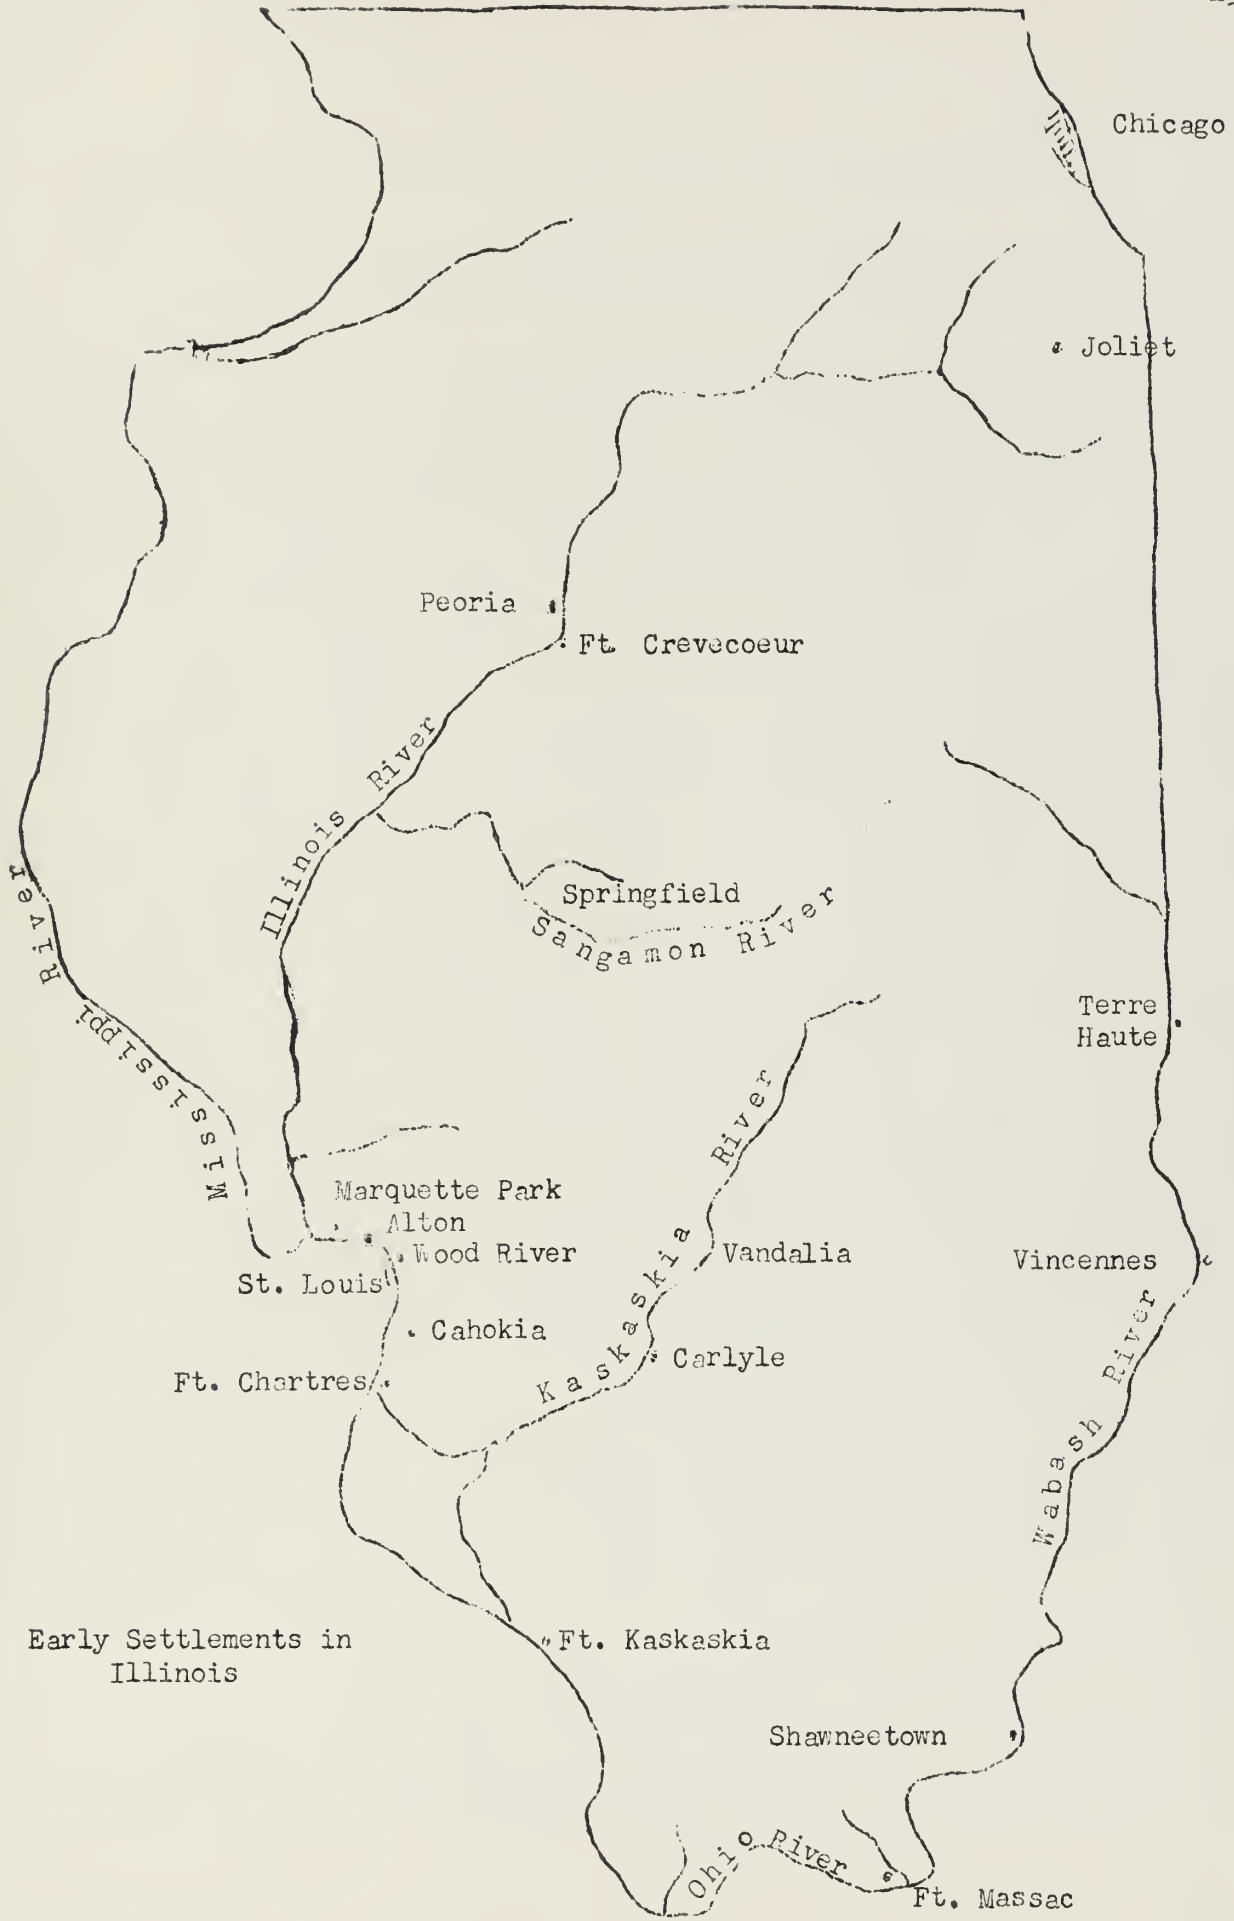 Chicago
Joliet
Peoria
Ft. Crevecoeur
Illinois River
Springfield
Sangamon River
Mississippi River
Terre
Haute
Kaskaskia River
Marquette Park
Alton
Wood River
St. Louis
Vandalia
Vincennes
Cahokia
Carlyle
Ft. Chartres
Wabash River
Early Settlements in
Illinois
Ft. Kaskaskia
Shawneetown
Ohio River
Ft. Massac